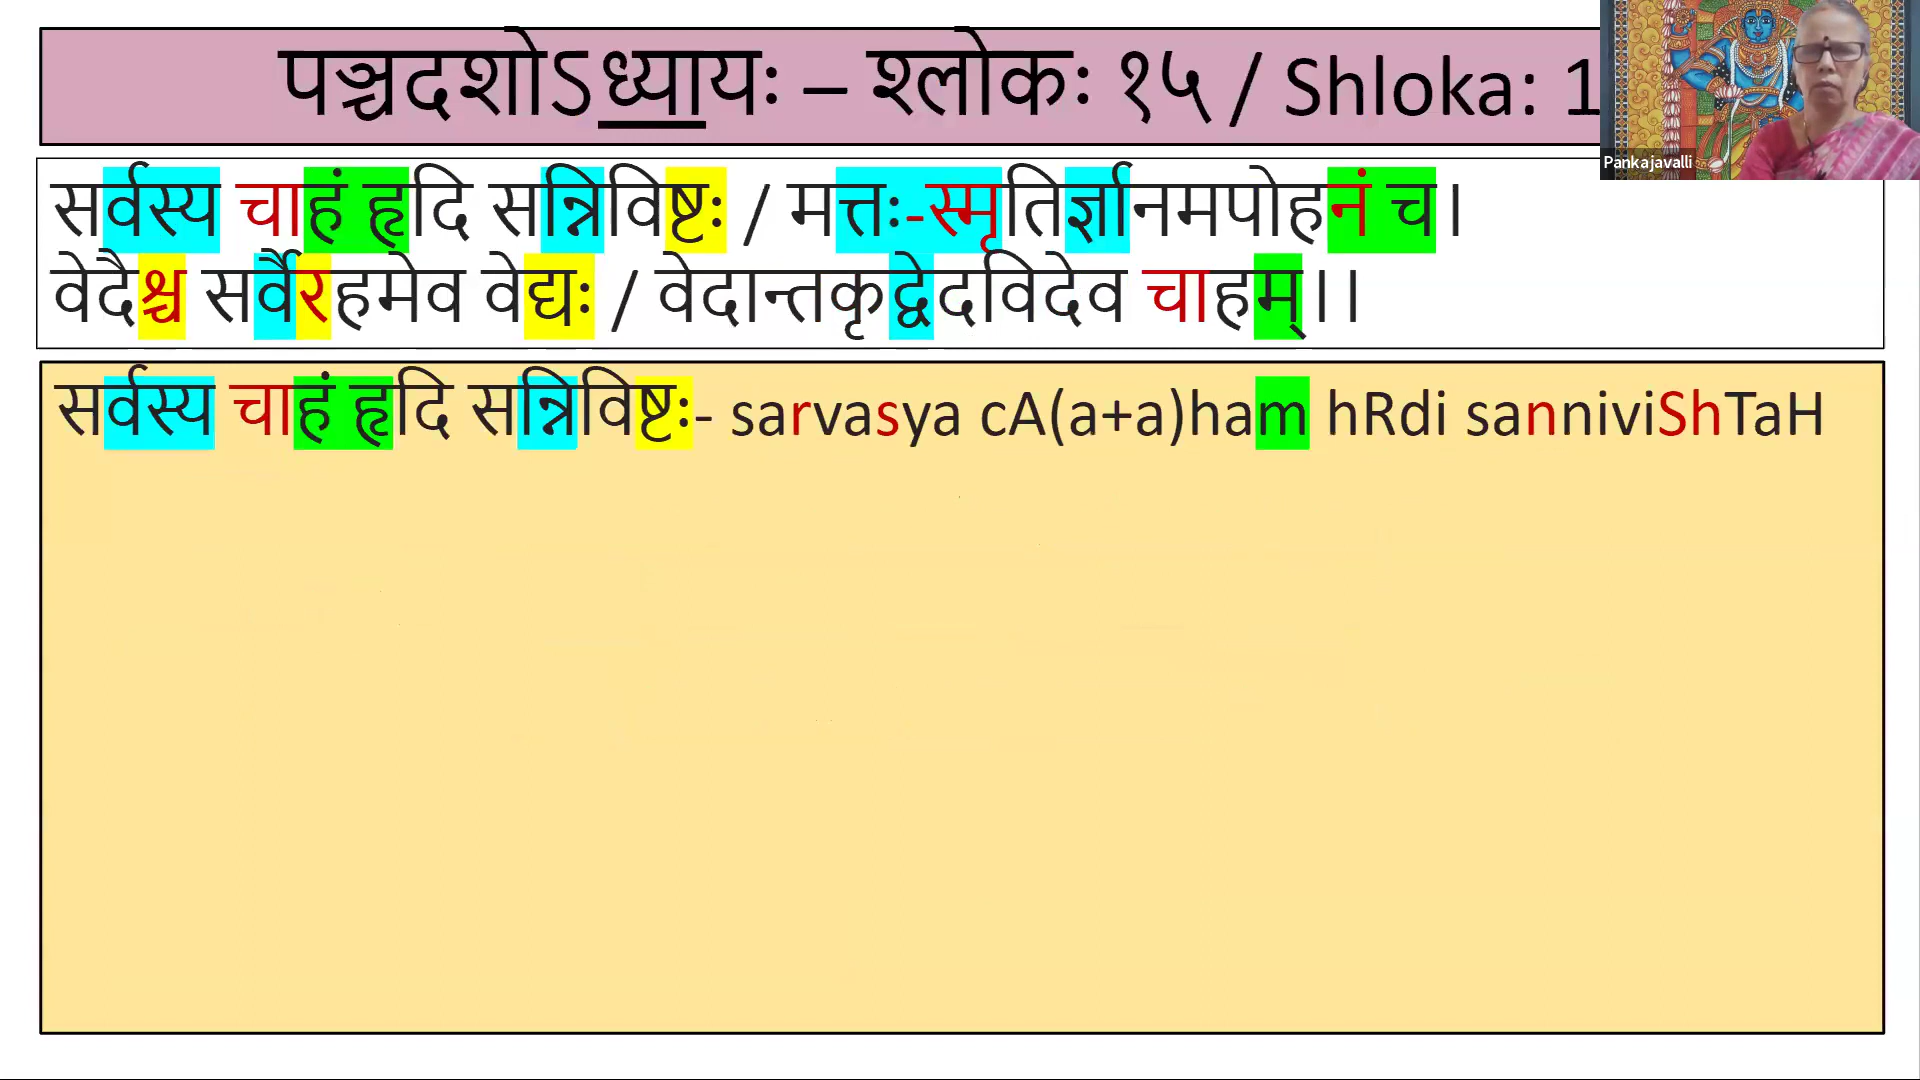 पञ्चदशोऽध्यायः – श्लोकः १५ / Shloka: 1
Pankajavalli
सर्वस्य चाहं हृदि सन्निविष्टः / मत्तः-स्मृतिर्ज्ञानमपोहनं च।
वेदैश्च सर्वैरहमेव वेद्यः / वेदान्तकृद्वेदविदेव चाहम्।।
सर्वस्य चाहं हृदि सन्निविष्टः- sarvasya cA(a+a)ham hRdi sanniviShTaH